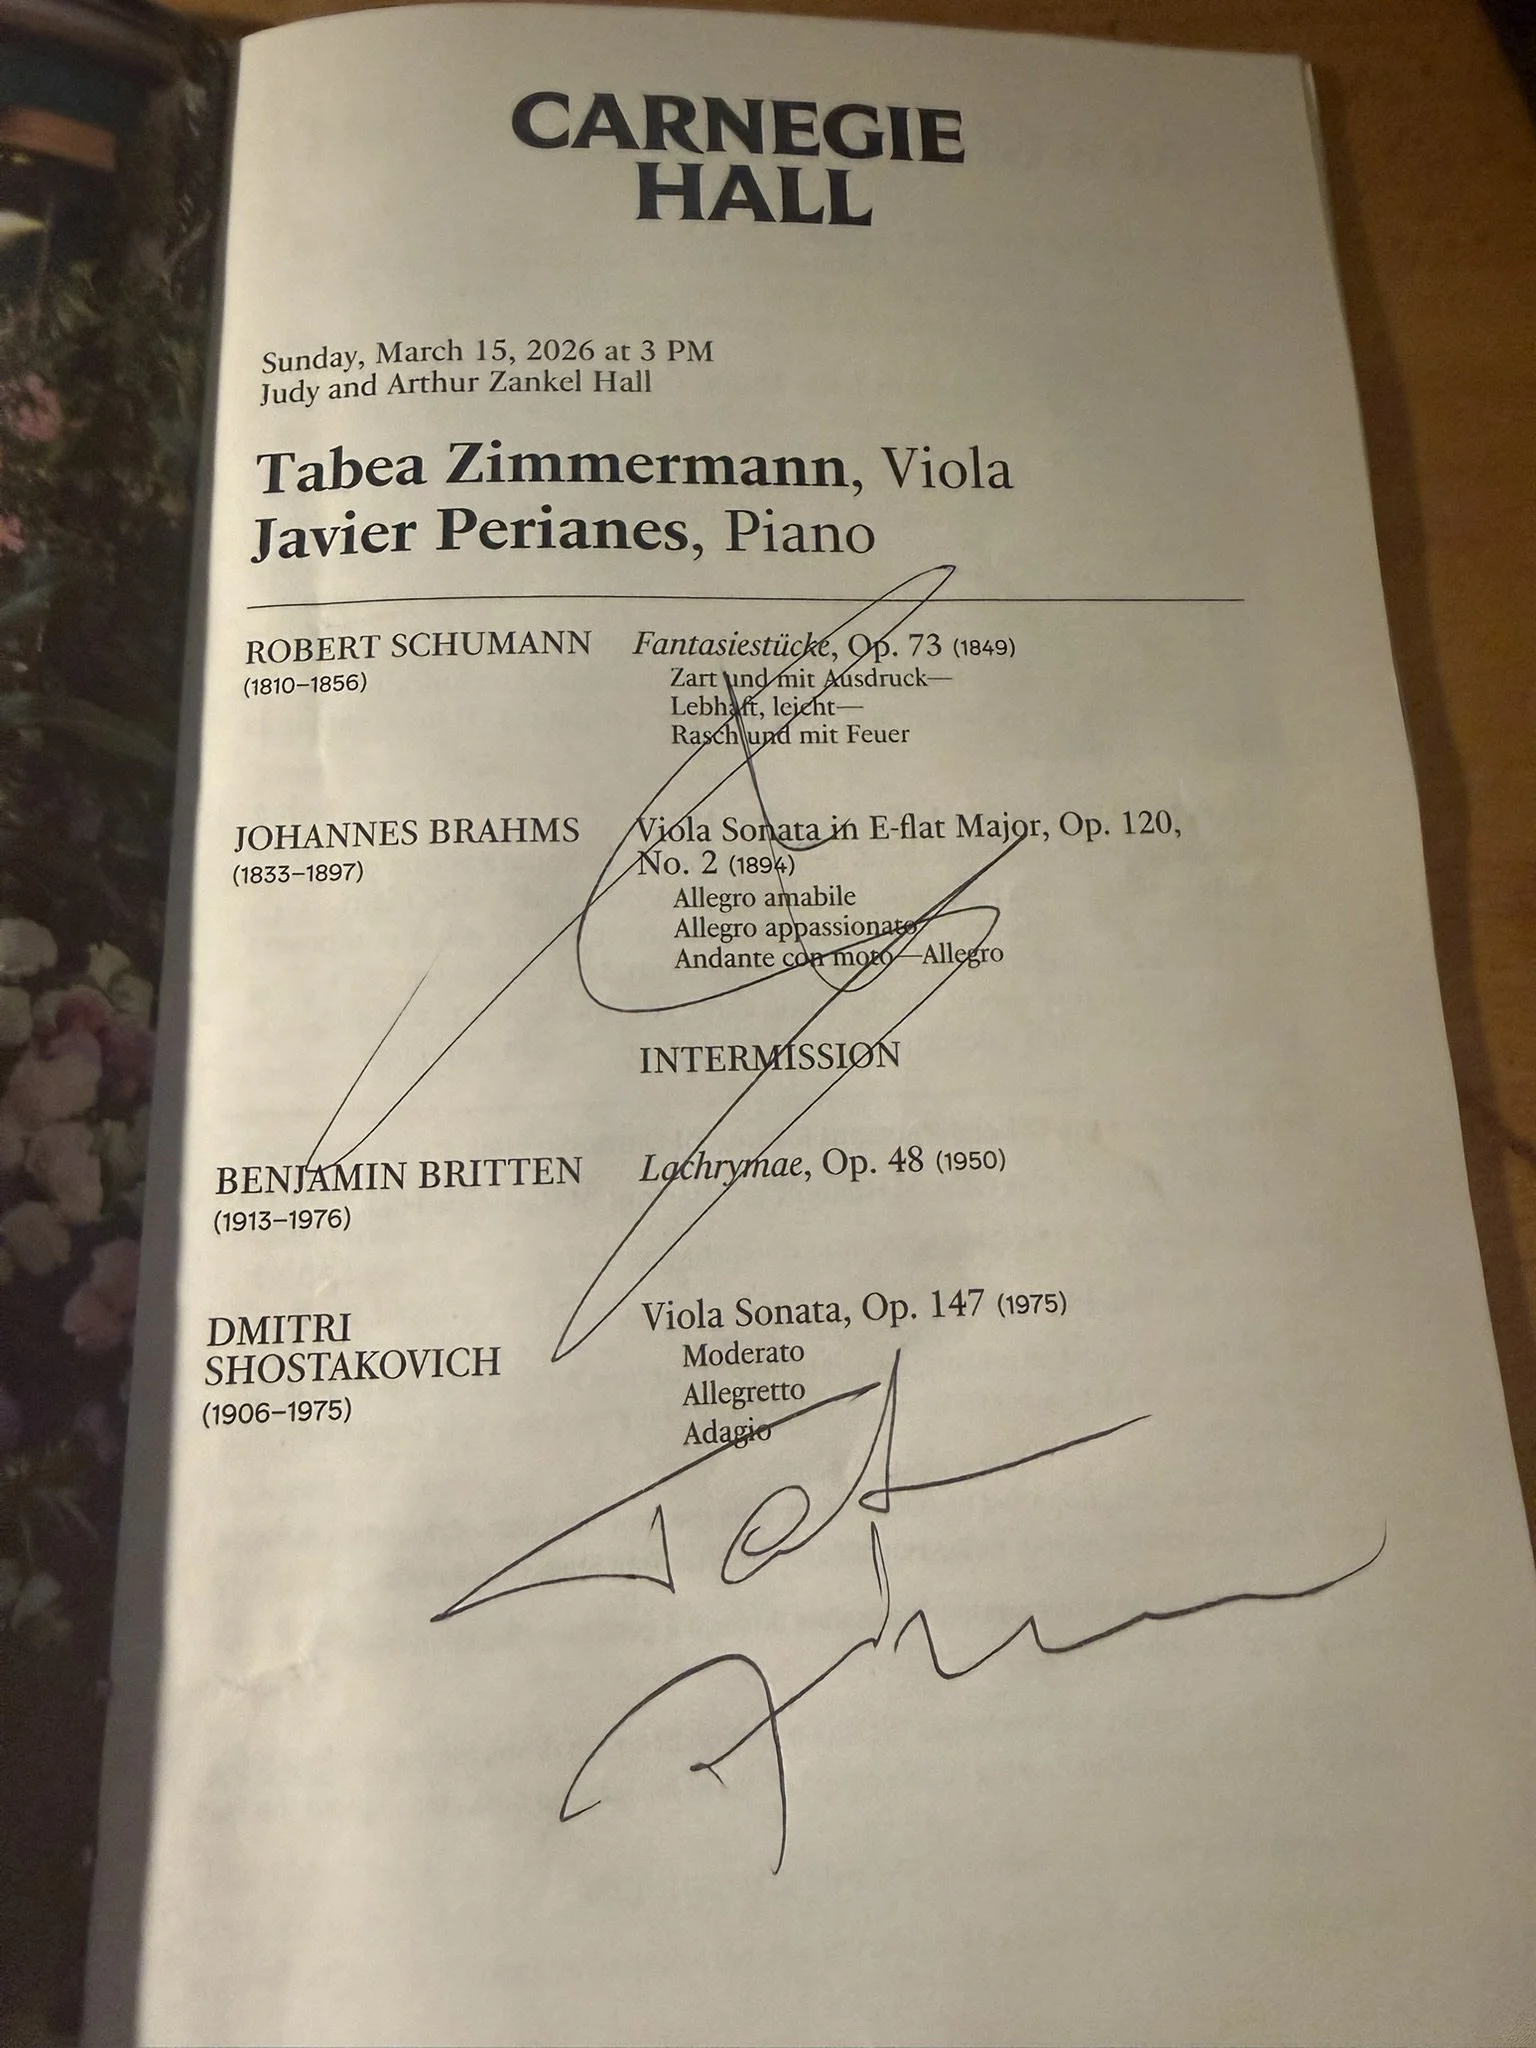 CARNEGIE
HALL
Sunday, March 15, 2026 at 3 PM
Judy and Arthur Zankel Hall
Tabea Zimmermann, Viola
Javier Perianes, Piano
ROBERT SCHUMANN Fantasiestücke, Op. 73 (1849)
(1810–1856) Zart und mit Ausdruck—
Lebhaft, leicht—
Rasch und mit Feuer
JOHANNES BRAHMS Viola Sonata in E-flat Major, Op. 120,
(1833–1897) No. 2 (1894)
Allegro amabile
Allegro appassionato
Andante con moto—Allegro
INTERMISSION
BENJAMIN BRITTEN Lachrymae, Op. 48 (1950)
(1913–1976)
DMITRI Viola Sonata, Op. 147 (1975)
SHOSTAKOVICH Moderato
(1906–1975) Allegretto
Adagio